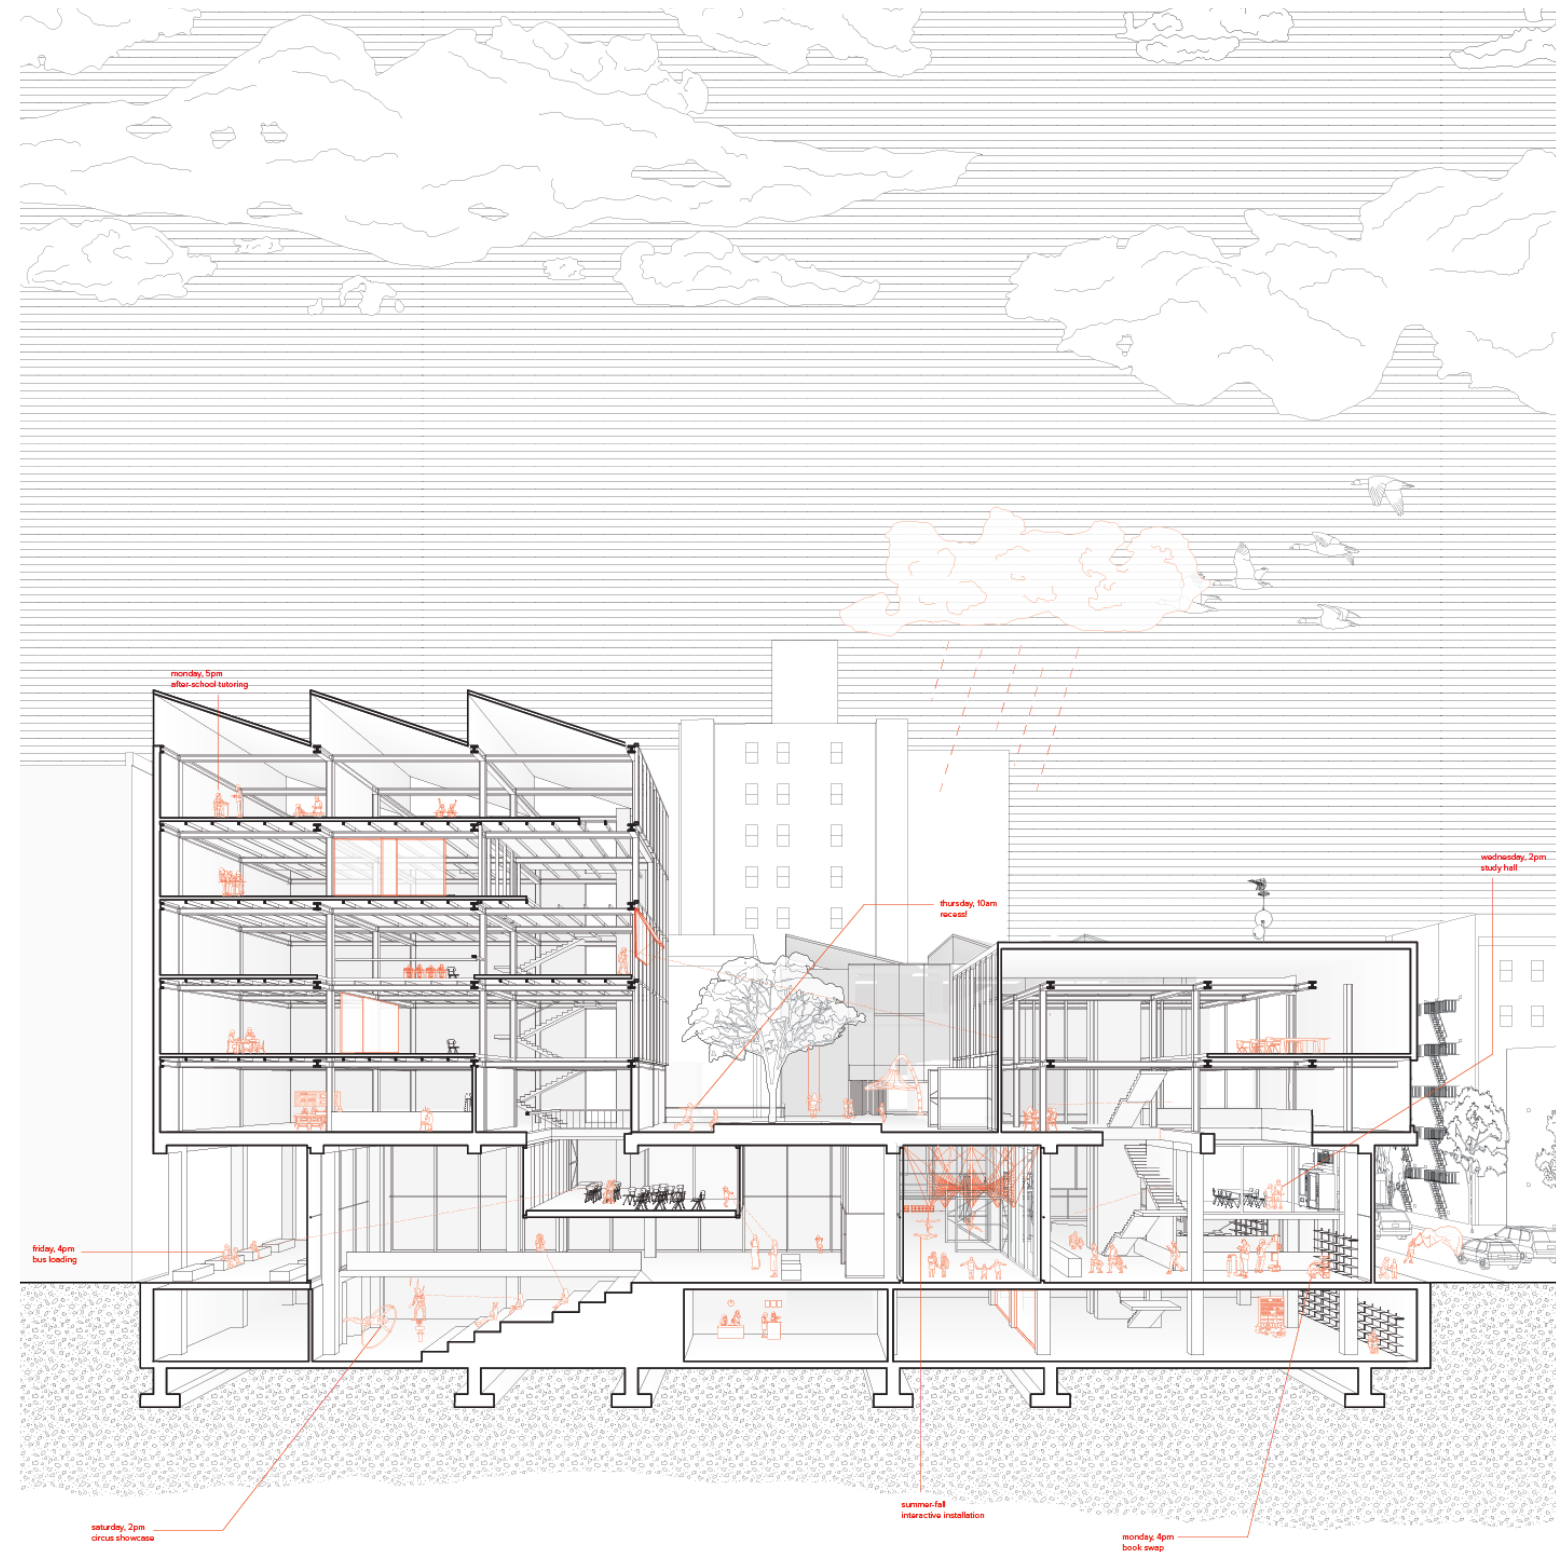 monday, 5pm
after-school tutoring
wednesday, 2pm
study hall
thursday, 10am
recess!
friday, 4pm
bus loading
summer-fall
interactive installation
saturday, 2pm
circus showcase
monday, 4pm
book swap